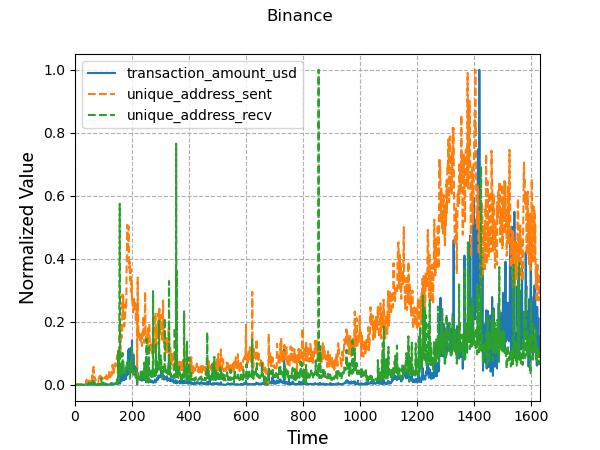 Binance
transaction_amount_usd
unique_address_sent
unique_address_recv
Normalized Value
1.0
0.8
0.6
0.4
0.2
0.0
0 200 400 600 800 1000 1200 1400 1600
Time